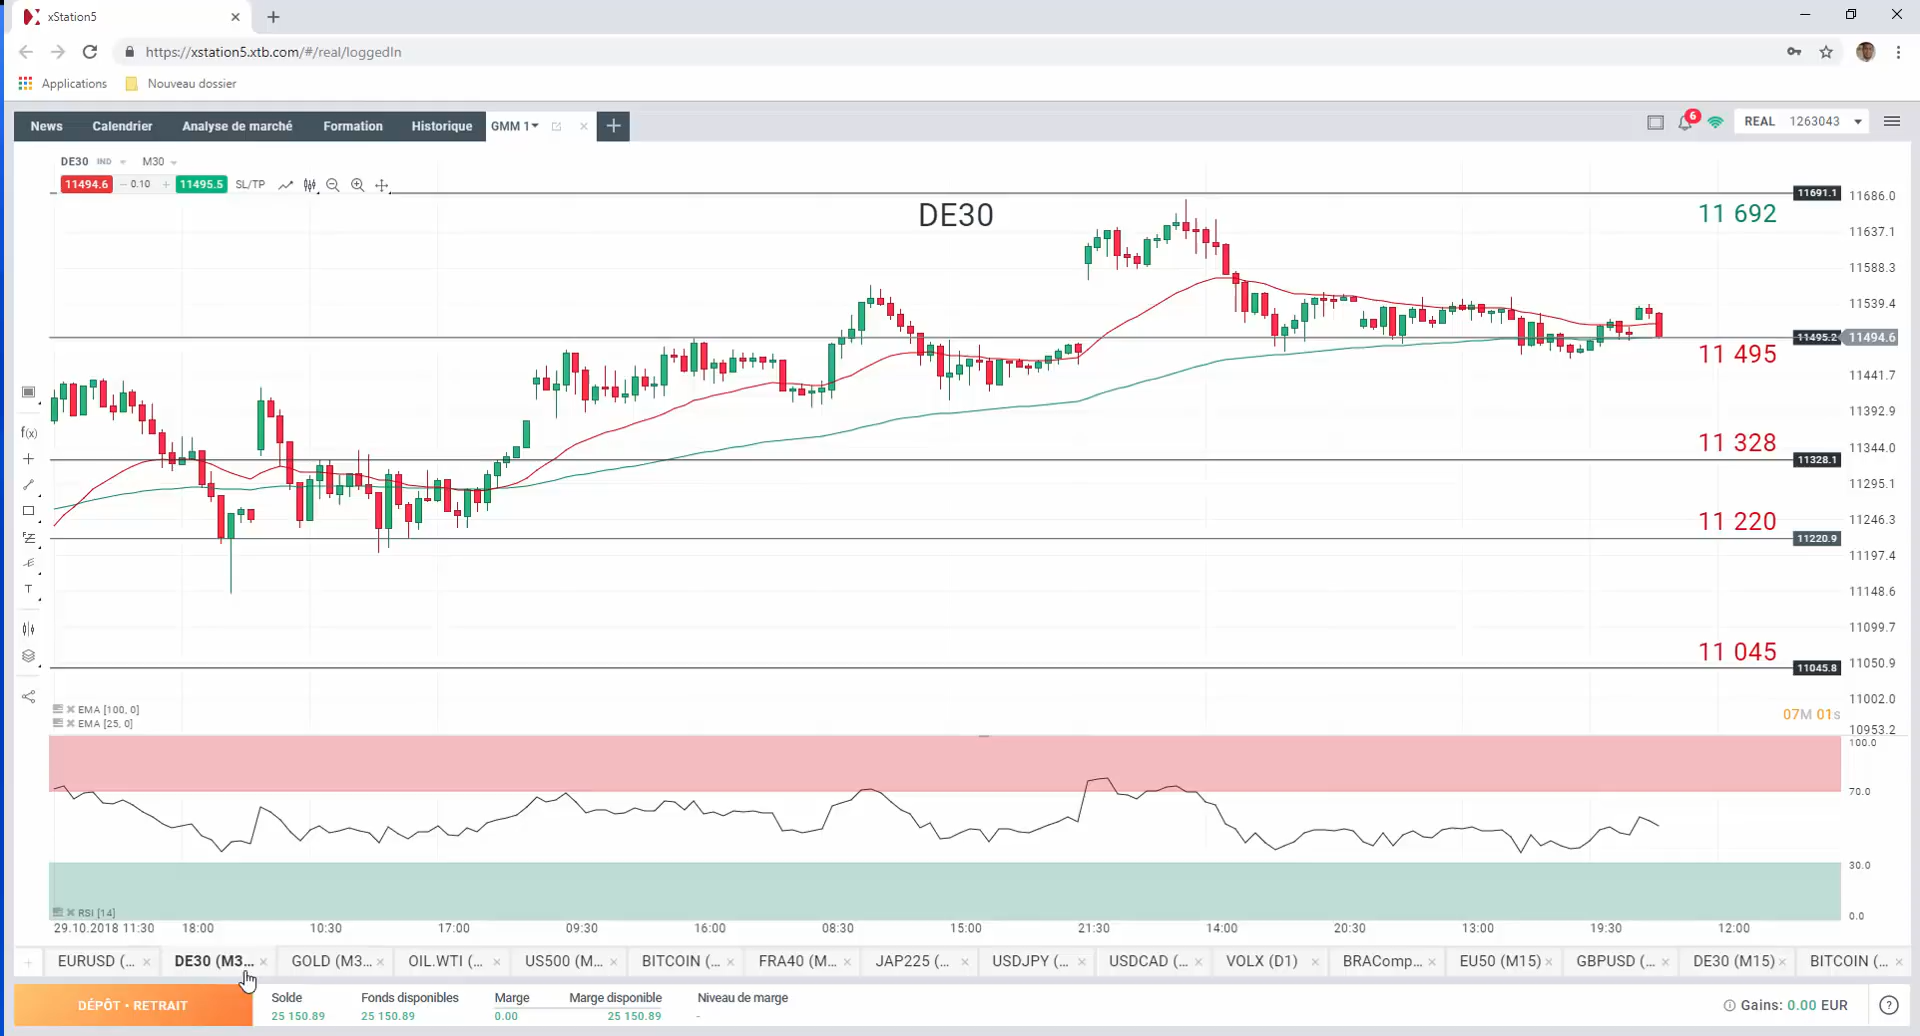 xStation5
https://xstation5.xtb.com/#/real/loggedIn
Applications
Nouveau dossier
News
Calendrier
Analyse de marché
Formation
Historique
GMM 1
6
REAL 1263043
DE30 IND M30
11494.6 0.10 11495.5 SL/TP
DE30
11691.1
11686.0
11 692
11637.1
11588.3
11539.4
11495.2
11494.6
11 495
11441.7
11392.9
11 328
11344.0
11328.1
11295.1
11 220
11246.3
11220.9
11197.4
11148.6
11099.7
11 045
11050.9
11045.8
11002.0
EMA [100, 0]
EMA [25, 0]
07M 01s
10953.2
100.0
70.0
30.0
RSI [14]
0.0
29.10.2018 11:30 18:00 10:30 17:00 09:30 16:00 08:30 15:00 21:30 14:00 20:30 13:00 19:30 12:00
EURUSD (... DE30 (M3... GOLD (M3... OIL.WTI (... US500 (M... BITCOIN (... FRA40 (M... JAP225 (... USDJPY (... USDCAD (... VOLX (D1) BRAComp... EU50 (M15) GBPUSD (... DE30 (M15) BITCOIN (...
DÉPÔT • RETRAIT
Solde Fonds disponibles Marge Marge disponible Niveau de marge
25 150.89 25 150.89 0.00 25 150.89 -
Gains: 0.00 EUR